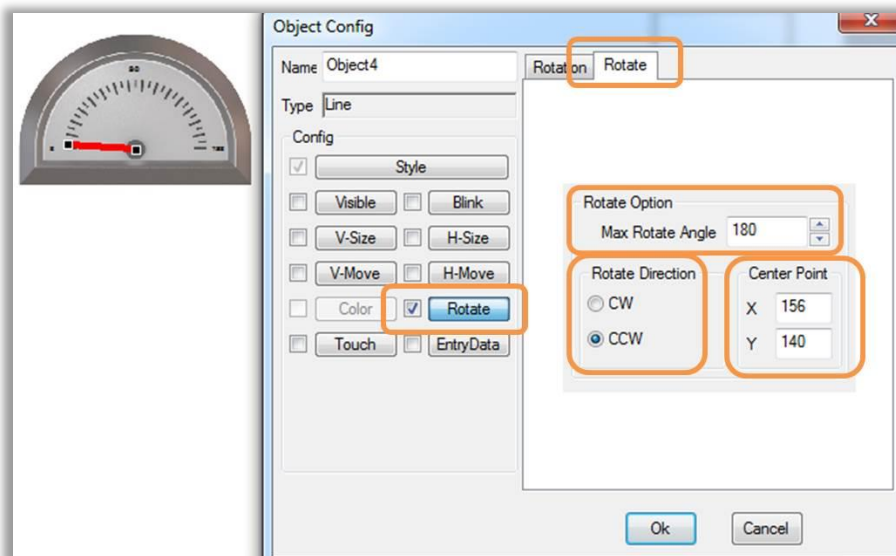 Object Config
X
Name Object4
Type Line
Config
Style
Visible Blink
V-Size H-Size
V-Move H-Move
Color Rotate
Touch EntryData
Rotation Rotate
Rotate Option
Max Rotate Angle 180
Rotate Direction
CW
CCW
Center Point
X 156
Y 140
Ok Cancel